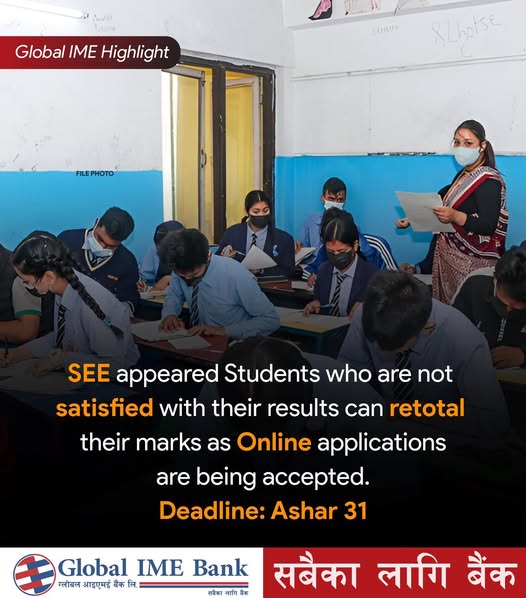 Global IME Highlight
&Lhotse
FILE PHOTO
SEE appeared Students who are not
satisfied with their results can retotal
their marks as Online applications
are being accepted.
Deadline: Ashar 31
Global IME Bank
ग्लोबल आइएमई बैंक लि.
सबैका लागि बैंक
सबैका लागि बैंक